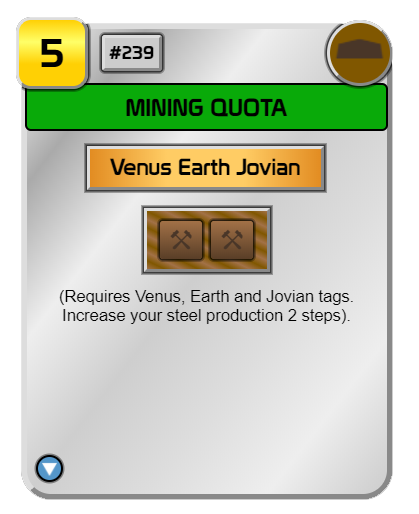 5
#239
MINING QUOTA
Venus Earth Jovian
(Requires Venus, Earth and Jovian tags.
Increase your steel production 2 steps).